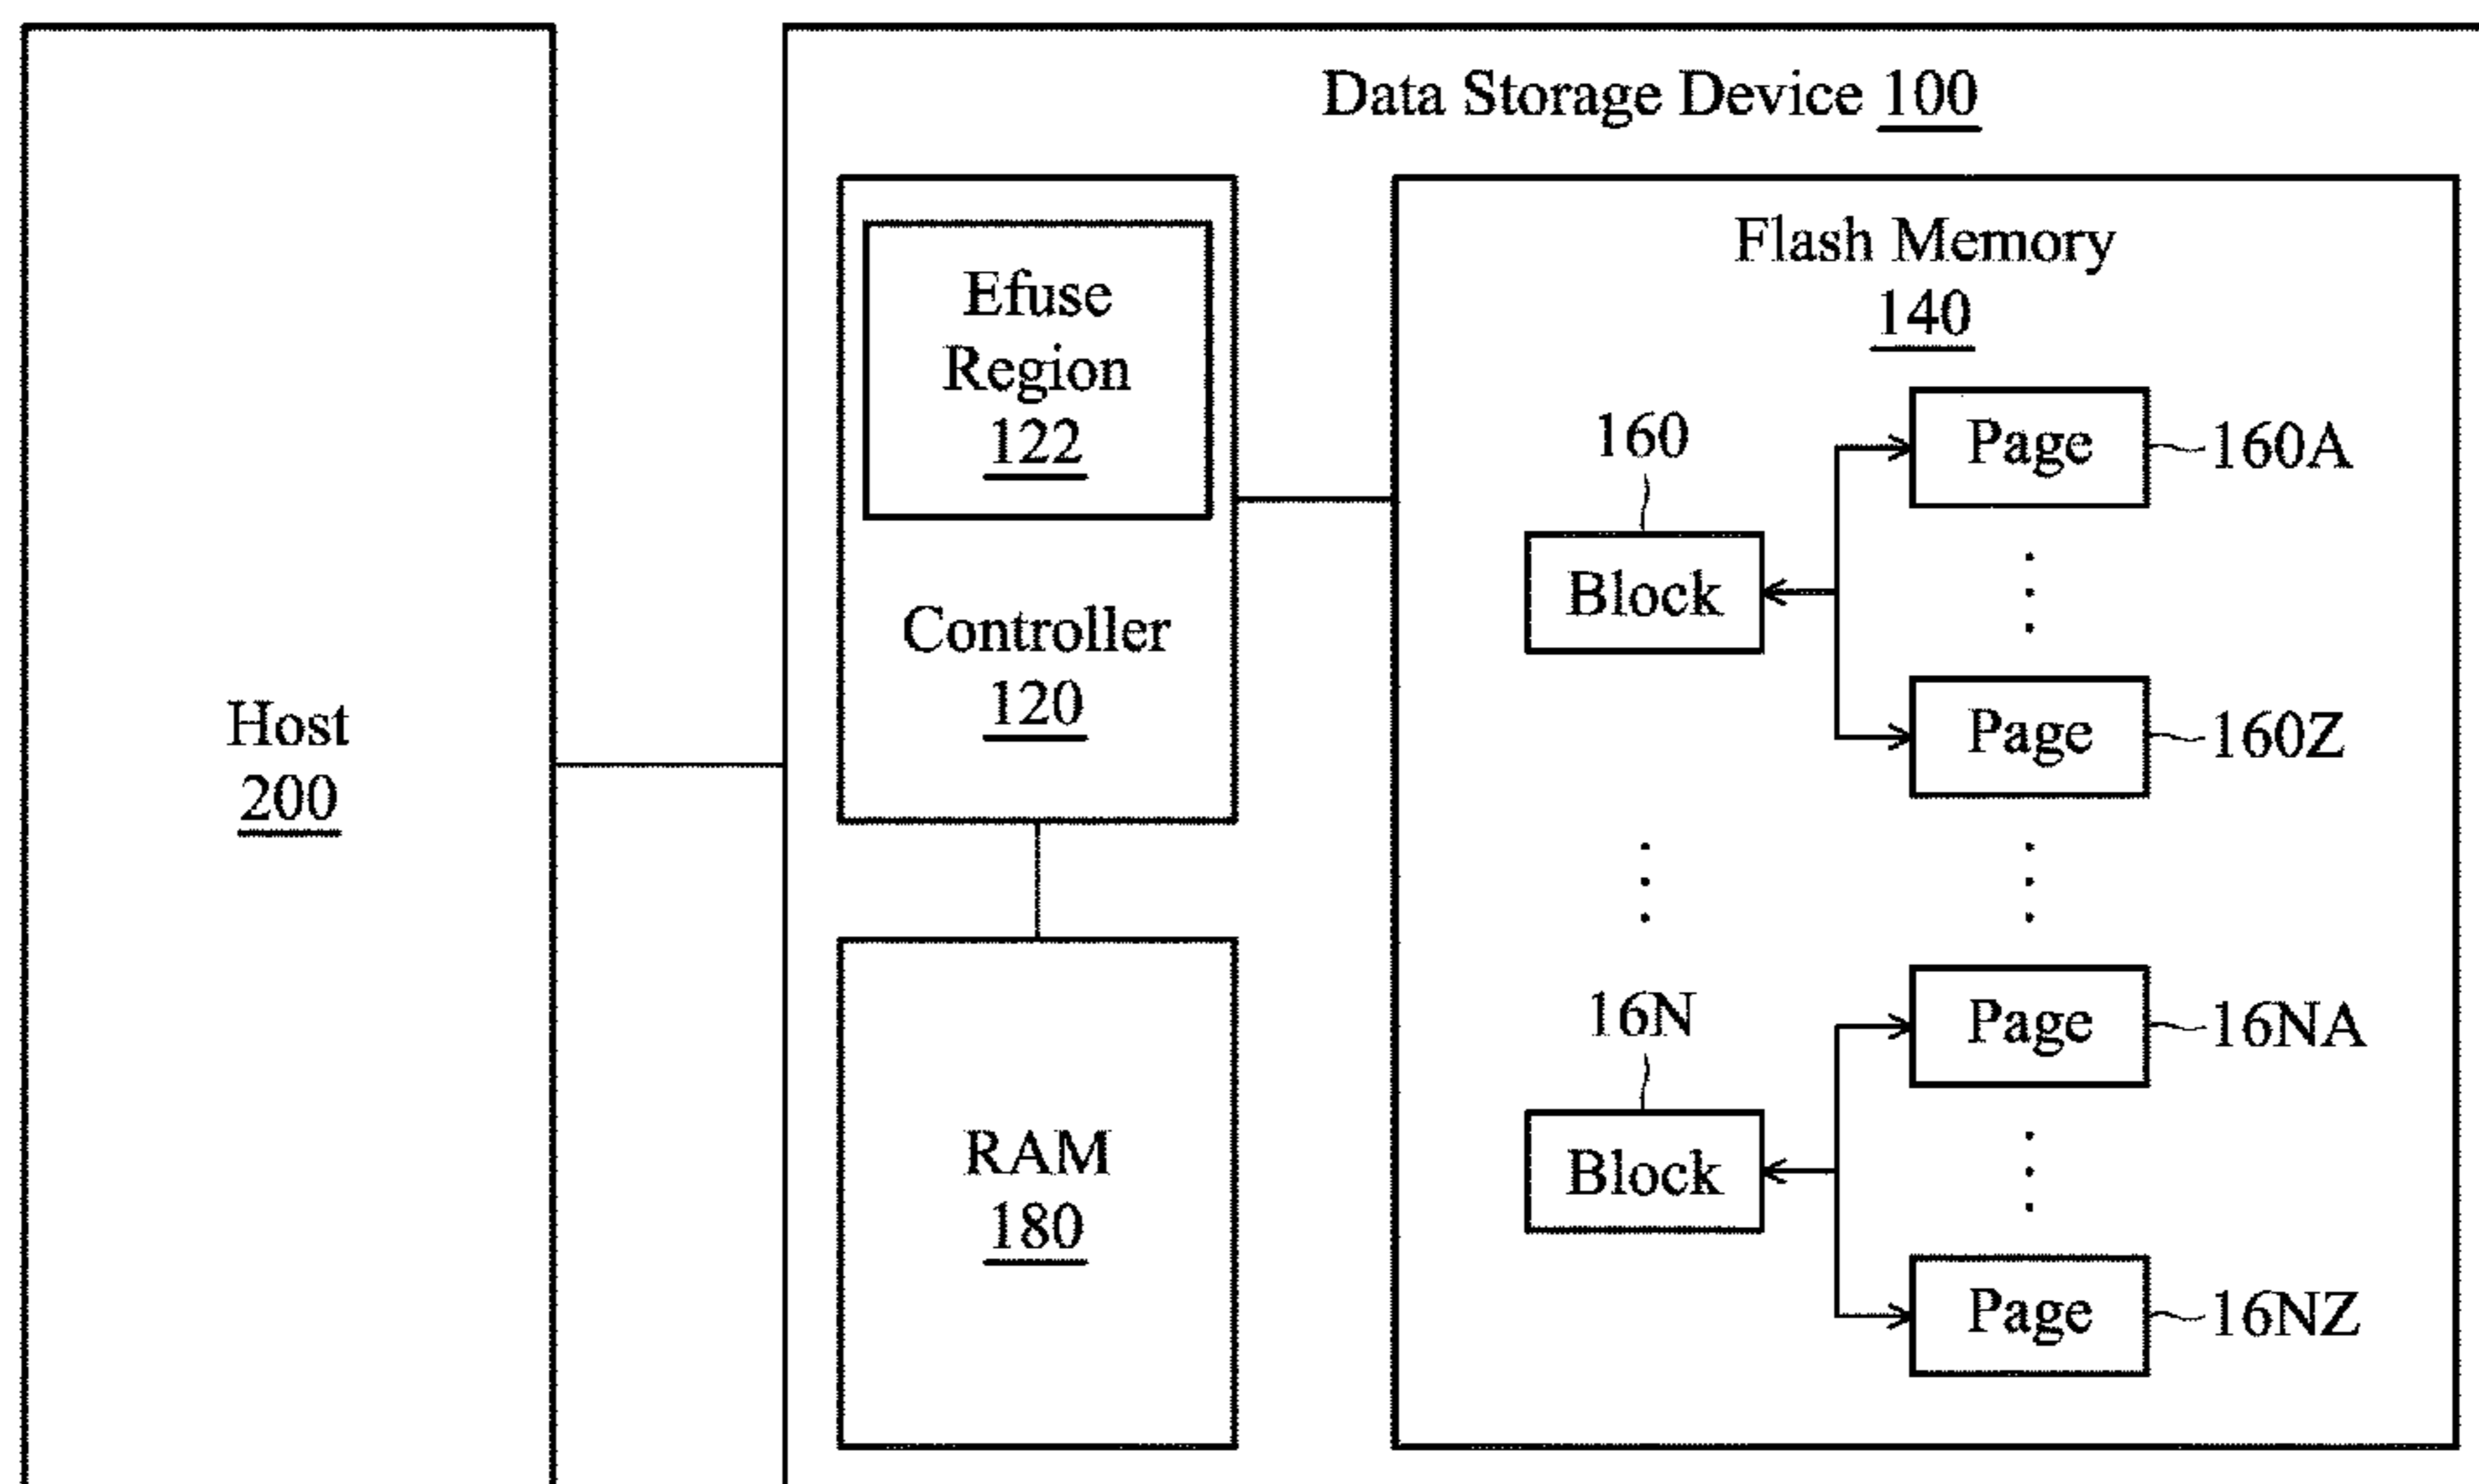 Data Storage Device 100
Host
200
Efuse
Region
122
Controller
120
RAM
180
Flash Memory
140
160
Block
Page
160A
Page
160Z
16N
Block
Page
16NA
Page
16NZ